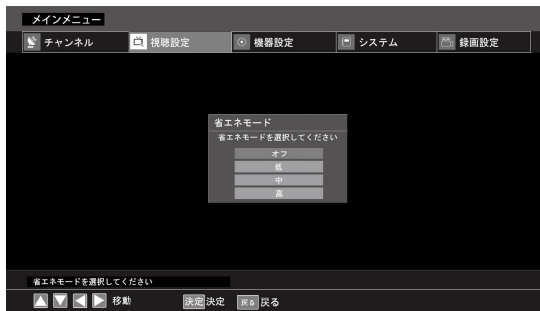 メインメニュー
チャンネル 視聴設定 機器設定 システム 録画設定
省エネモード
省エネモードを選択してください
オフ
低
中
高
省エネモードを選択してください
移動 決定 決定 戻る 戻る